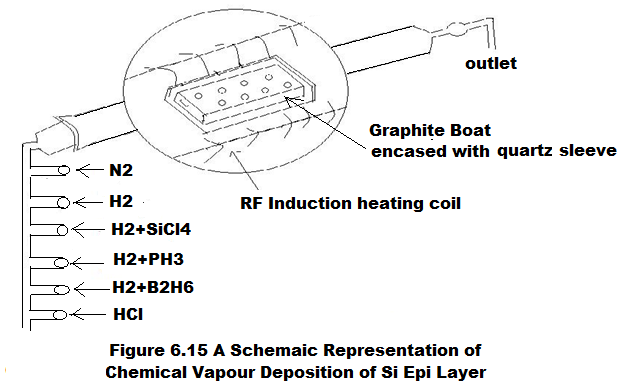 outlet
Graphite Boat
encased with quartz sleeve
RF Induction heating coil
N2
H2
H2+SiCl4
H2+PH3
H2+B2H6
HCl
Figure 6.15 A Schemaic Representation of
Chemical Vapour Deposition of Si Epi Layer